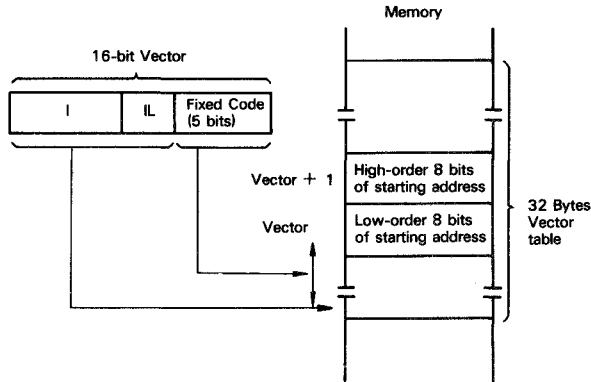 Memory
16-bit Vector
I
IL
Fixed Code
(5 bits)
Vector + 1
High-order 8 bits
of starting address
Vector
Low-order 8 bits
of starting address
32 Bytes
Vector
table